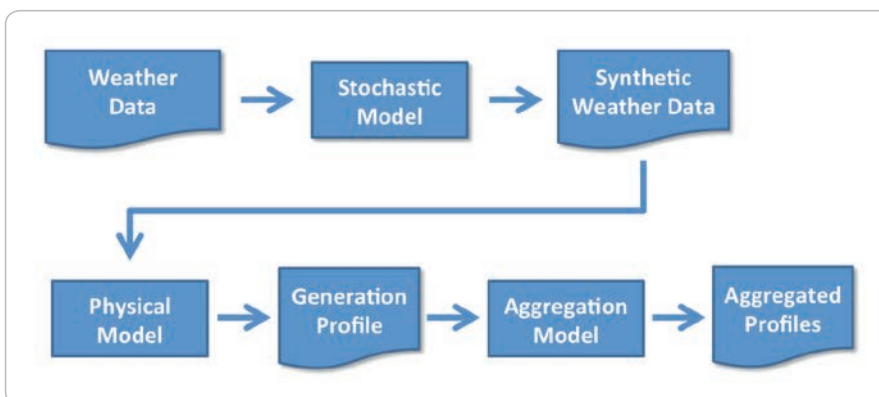 Weather
Data
Stochastic
Model
Synthetic
Weather Data
Physical
Model
Generation
Profile
Aggregation
Model
Aggregated
Profiles